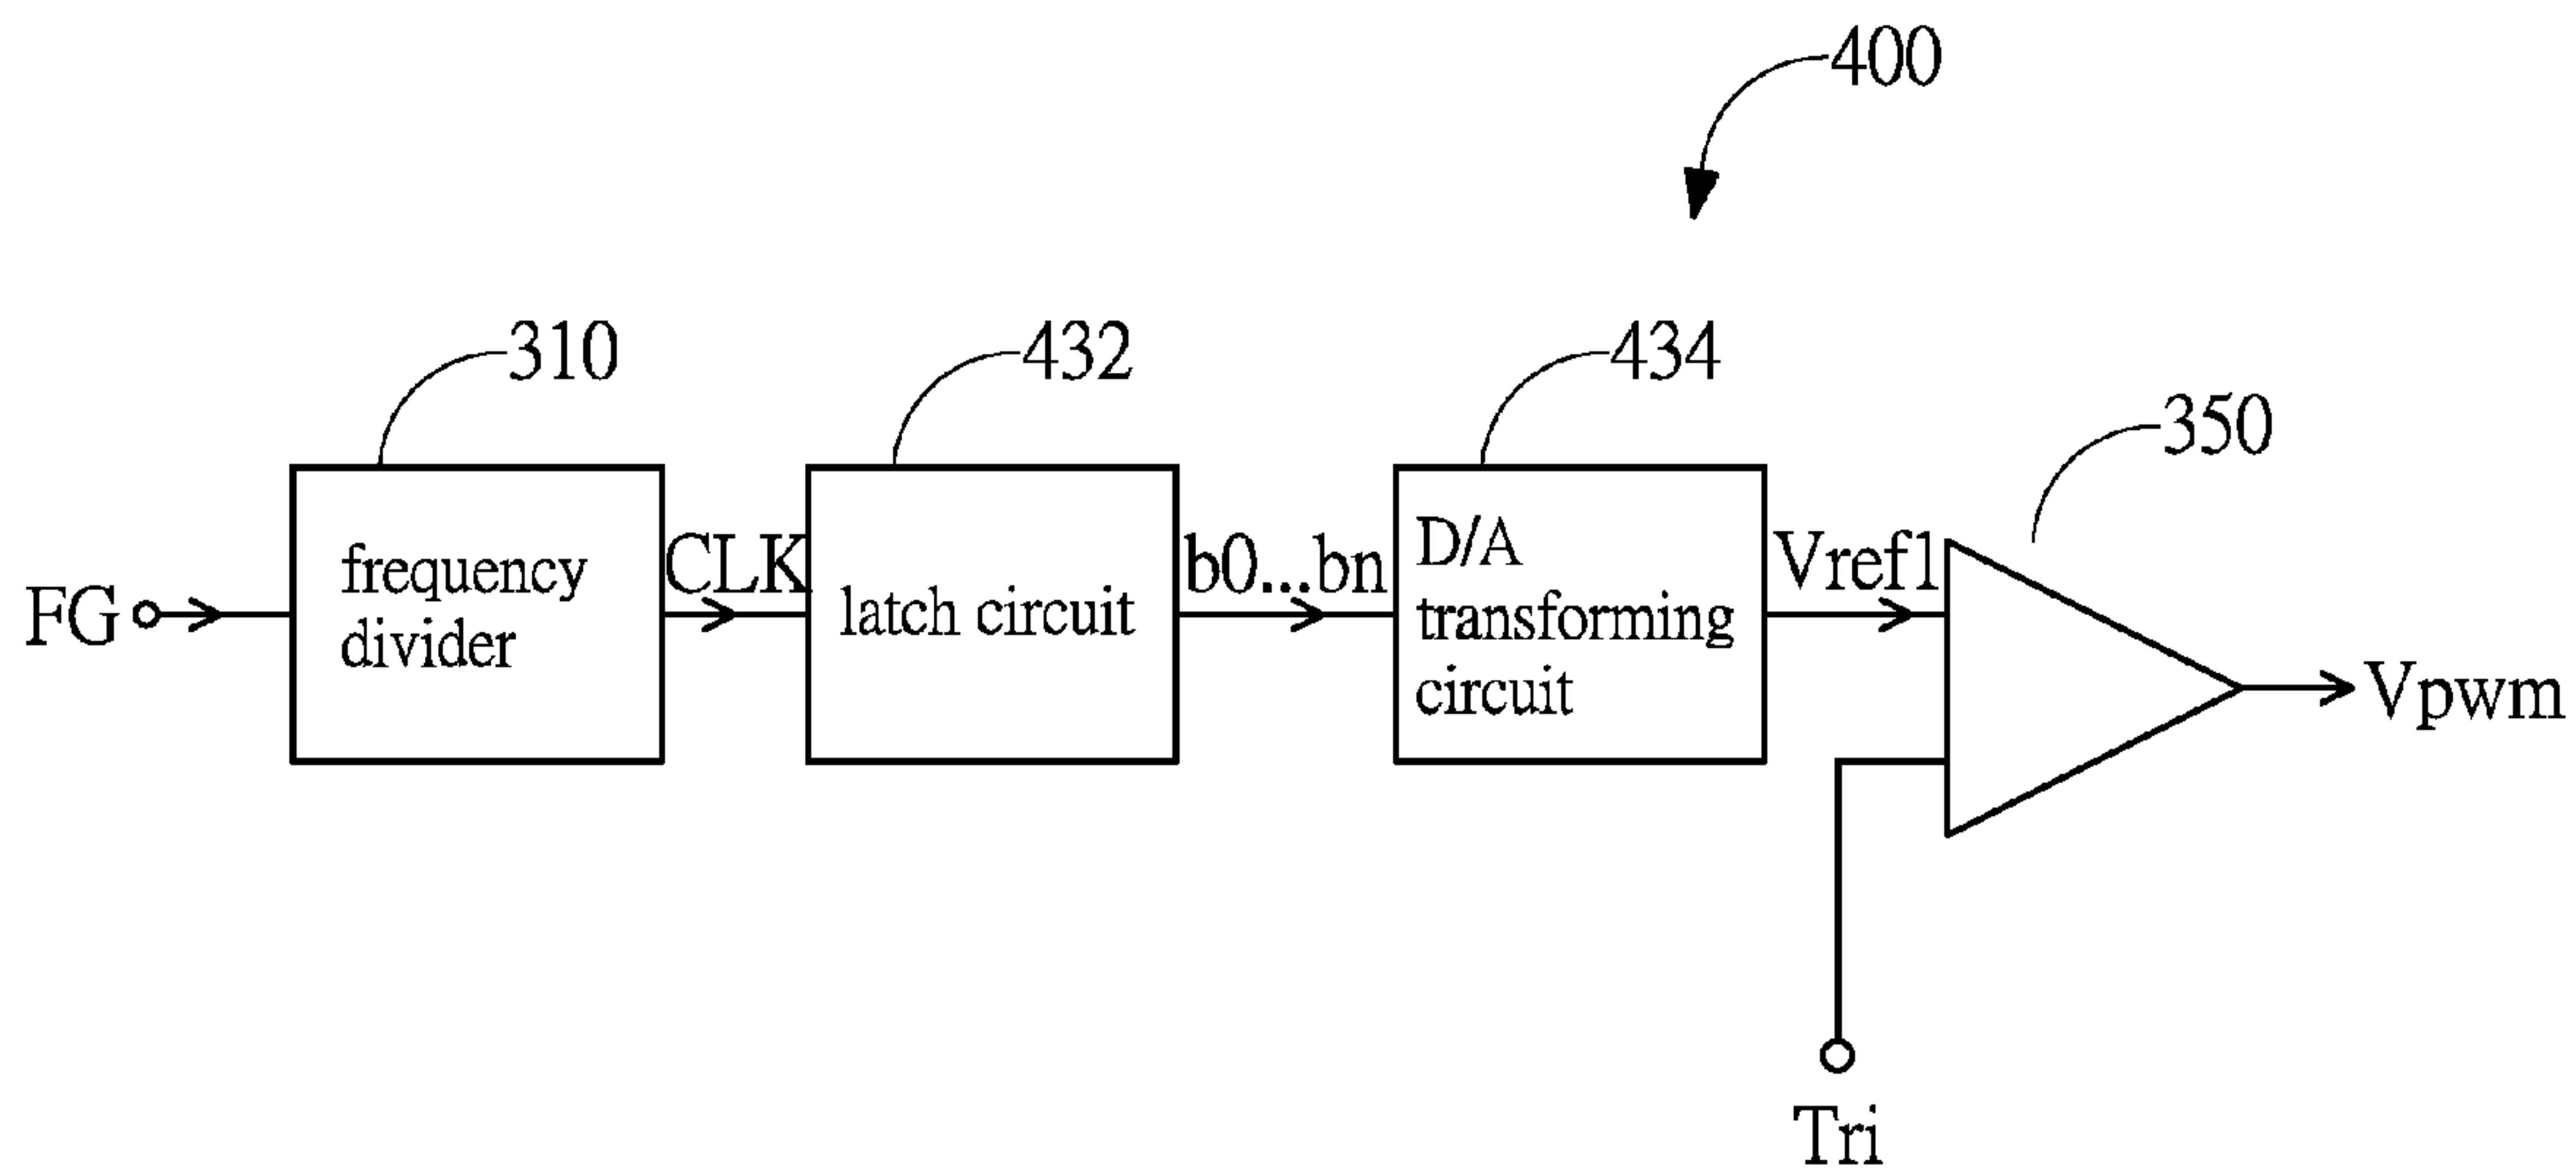 400
310
432
434
350
FG
frequency
divider
CLK
latch circuit
b0...bn
D/A
transforming
circuit
Vref1
Vpwm
Tri